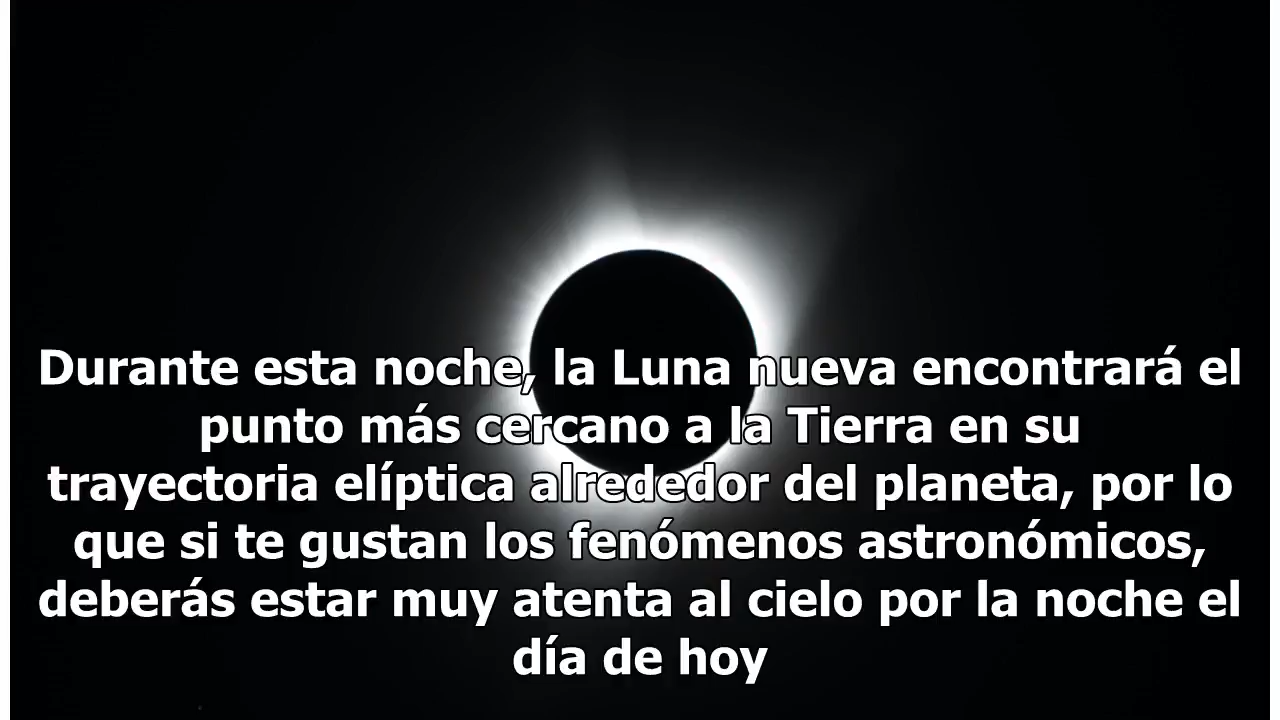 Durante esta noche, la Luna nueva encontrará el
punto más cercano a la Tierra en su
trayectoria elíptica alrededor del planeta, por lo
que si te gustan los fenómenos astronómicos,
deberás estar muy atenta al cielo por la noche el
día de hoy